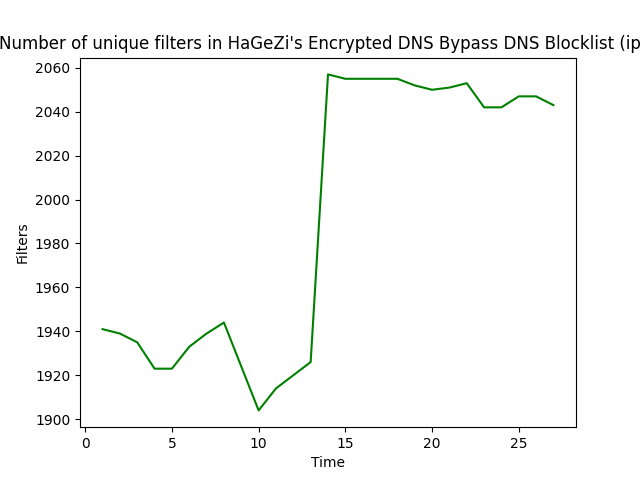 Number of unique filters in HaGeZi's Encrypted DNS Bypass DNS Blocklist (ip
2060
2040
2020
2000
1980
1960
1940
1920
1900
Filters
0 5 10 15 20 25
Time